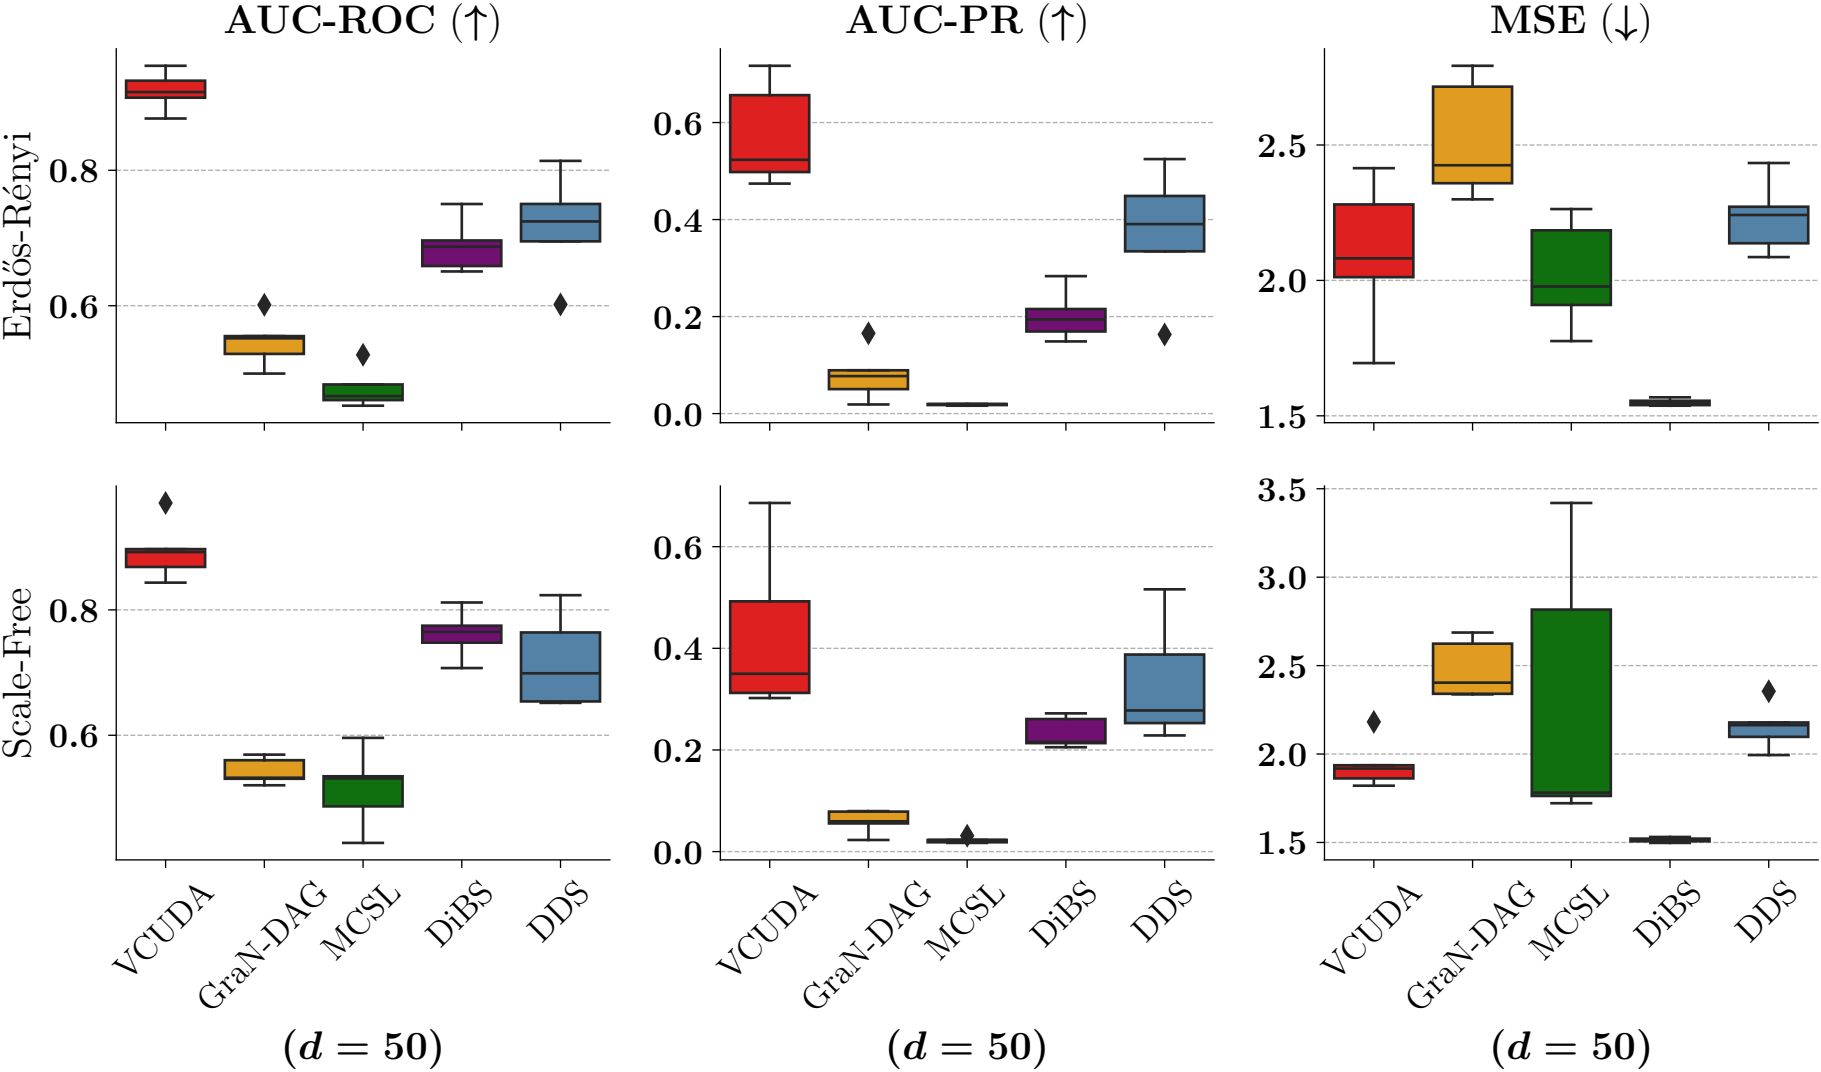 AUC-ROC (↑)
AUC-PR (↑)
MSE (↓)
Erdős-Rényi
0.8
0.6
0.6
0.4
0.2
0.0
2.5
2.0
1.5
Scale-Free
0.8
0.6
0.6
0.4
0.2
0.0
3.5
3.0
2.5
2.0
1.5
VCUDA
GraN-DAG
MCSL
DiBS
DDS
VCUDA
GraN-DAG
MCSL
DiBS
DDS
VCUDA
GraN-DAG
MCSL
DiBS
DDS
(d = 50)
(d = 50)
(d = 50)